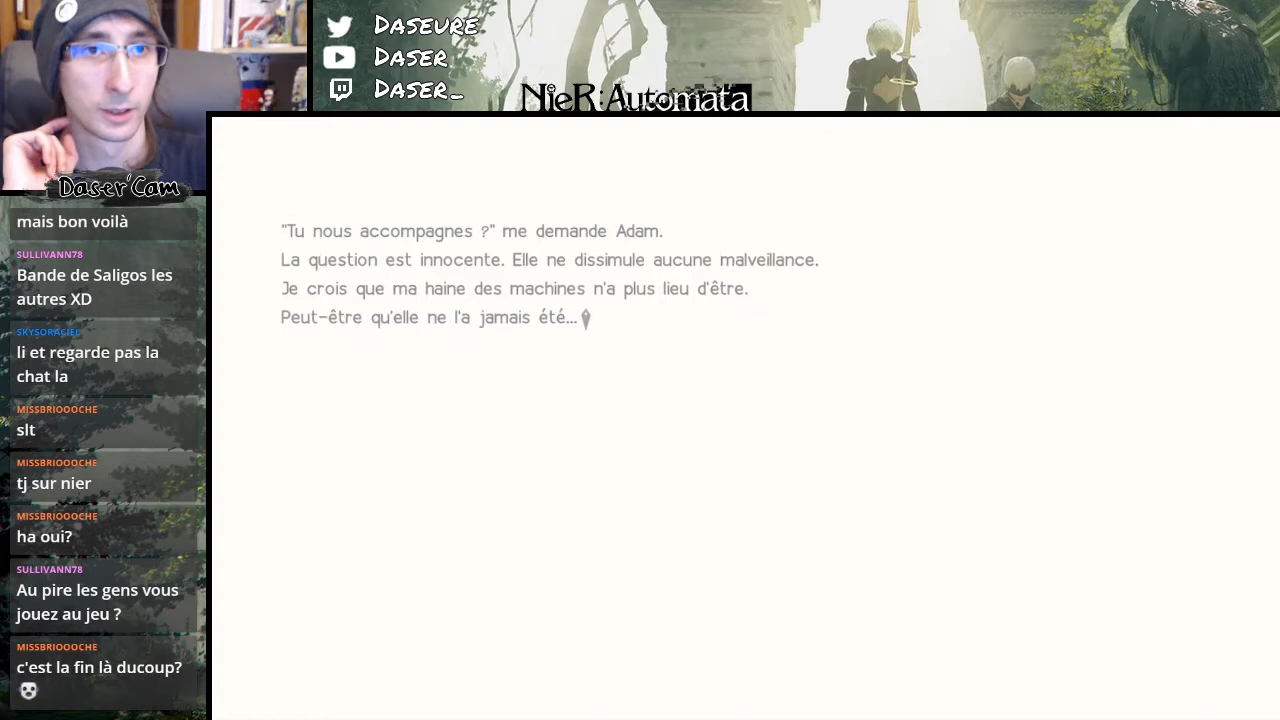 Daseure
Daser
Daser_
NieR:Automata
Daser'Cam
mais bon voilà
SULLIVANN78
Bande de Saligos les
autres XD
SKYSORACIEL
li et regarde pas la
chat la
MISSBRIOOOCHE
slt
MISSBRIOOOCHE
tj sur nier
MISSBRIOOOCHE
ha oui?
SULLIVANN78
Au pire les gens vous
jouez au jeu ?
MISSBRIOOOCHE
c'est la fin là ducoup?
"Tu nous accompagnes ?" me demande Adam.
La question est innocente. Elle ne dissimule aucune malveillance.
Je crois que ma haine des machines n'a plus lieu d'être.
Peut-être qu'elle ne l'a jamais été...